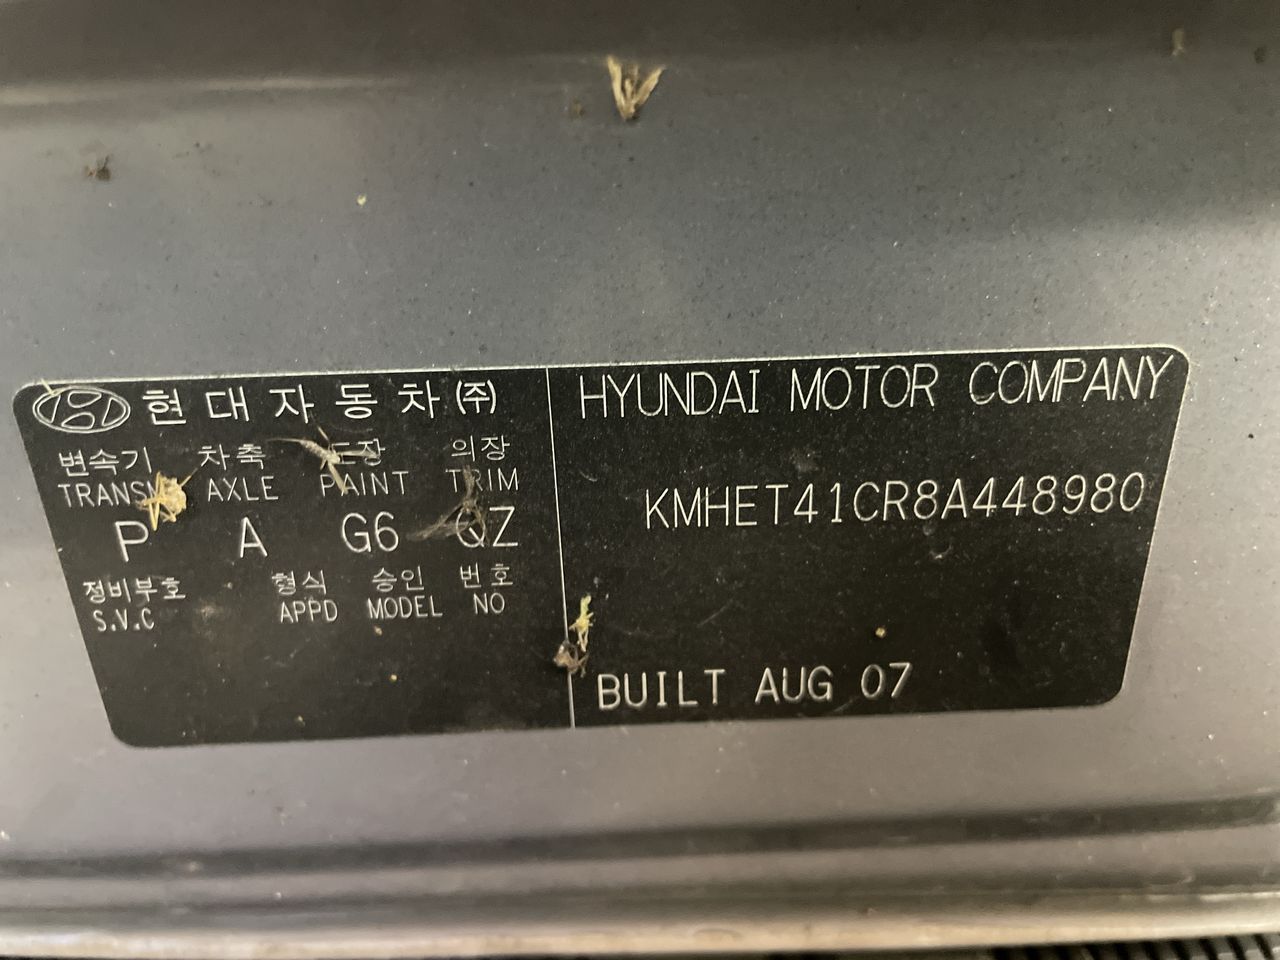 현대자동차㈜
변속기 차축 도장 의장
TRANSM AXLE PAINT TRIM
P A G6 QZ
정비부호 형식 승인 번호
S.V.C APPD MODEL NO
HYUNDAI MOTOR COMPANY
KMHET41CR8A448980
BUILT AUG 07